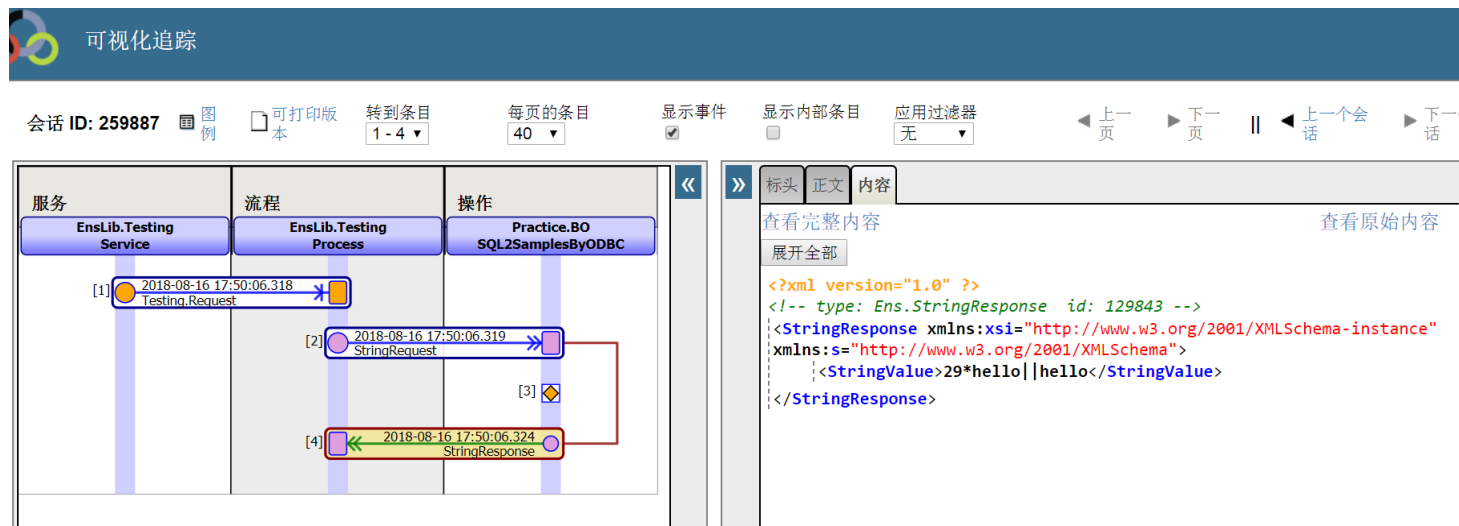 可视化追踪
会话 ID: 259887
图例
可打印版本
转到条目
1 - 4
每页的条目
40
显示事件
显示内部条目
应用过滤器
无
上一页
下一页
||
上一个会话
话
服务
流程
操作
EnsLib.Testing
Service
EnsLib.Testing
Process
Practice.BO
SQL2SamplesByODBC
[1]
2018-08-16 17:50:06.318
Testing.Request
[2]
2018-08-16 17:50:06.319
StringRequest
[3]
[4]
2018-08-16 17:50:06.324
StringResponse
«
»
标头
正文
内容
查看完整内容
查看原始内容
展开全部
<?xml version="1.0" ?>
<!-- type: Ens.StringResponse id: 129843 -->
<StringResponse xmlns:xsi="http://www.w3.org/2001/XMLSchema-instance"
xmlns:s="http://www.w3.org/2001/XMLSchema">
<StringValue>29*hello||hello</StringValue>
</StringResponse>